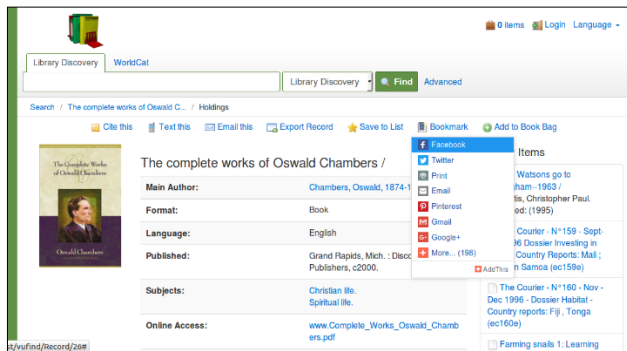 0 items Login Language
Library Discovery WorldCat
Library Discovery Find Advanced
Search / The complete works of Oswald C... / Holdings
Cite this Text this Email this Export Record Save to List Bookmark Add to Book Bag
The Complete Works
of Oswald Chambers
Oswald Chambers
The complete works of Oswald Chambers /
Main Author: Chambers, Oswald, 1874-1
Format: Book
Language: English
Published: Grand Rapids, Mich. : Disco
Publishers, c2000.
Subjects: Christian life.
Spiritual life.
Online Access: www.Complete_Works_Oswald_Chamb
ers.pdf
Facebook
Twitter
Print
Email
Pinterest
Gmail
Google+
More... (198)
AddThis
Items
Watsons go to
ham--1963 /
tis, Christopher Paul.
ed: (1995)
Courier - N°159 - Sept-
96 Dossier Investing in
Country Reports: Mali ;
n Samoa (ec159e)
The Courier - N°160 - Nov -
Dec 1996 - Dossier Habitat -
Country reports: Fiji , Tonga
(ec160e)
Farming snails 1: Learning
st/vufind/Record/26#